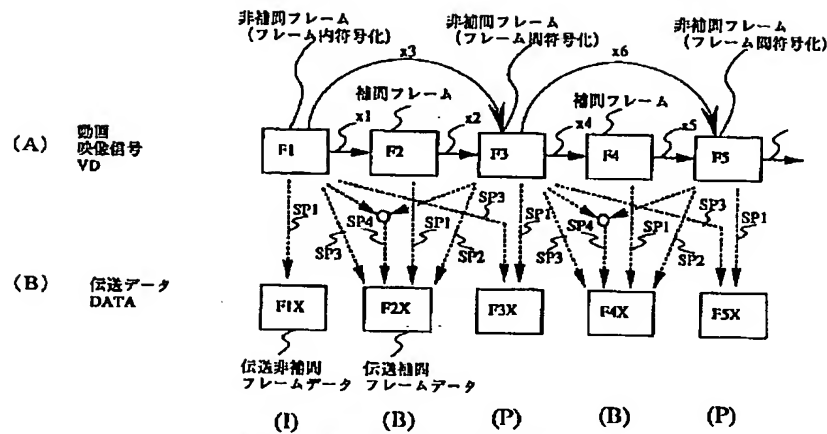 非補間フレーム
(フレーム内符号化)
非補間フレーム
(フレーム間符号化)
非補間フレーム
(フレーム間符号化)
x3
x6
補間フレーム
補間フレーム
(A)
動画
映像信号
VD
F1
x1
F2
x2
F3
x4
F4
x5
F5
SP1
SP3
SP4
SP1
SP2
SP3
SP1
SP3
SP4
SP1
SP2
SP3
SP1
(B)
伝送データ
DATA
F1X
F2X
F3X
F4X
F5X
伝送非補間
フレームデータ
伝送補間
フレームデータ
(I)
(B)
(P)
(B)
(P)